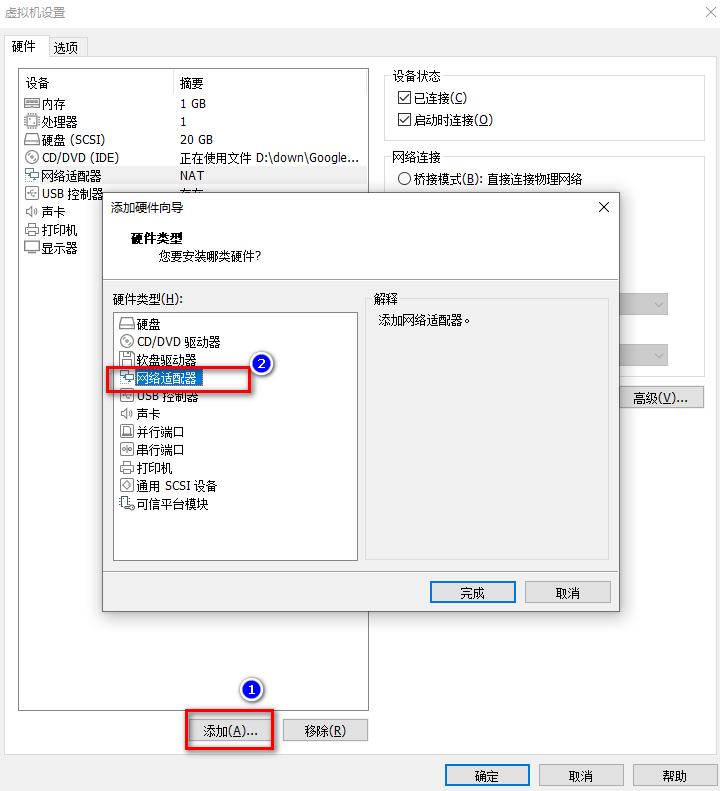 虚拟机设置
硬件 选项
设备 摘要
内存 1 GB
处理器 1
硬盘 (SCSI) 20 GB
CD/DVD (IDE) 正在使用文件 D:\down\Google...
网络适配器 NAT
USB 控制器
声卡
打印机
显示器
设备状态
已连接(C)
启动时连接(O)
网络连接
桥接模式(B): 直接连接物理网络
高级(V)...
添加硬件向导
硬件类型
您要安装哪类硬件?
硬件类型(H):
硬盘
CD/DVD 驱动器
软盘驱动器
网络适配器
USB 控制器
声卡
并行端口
串行端口
打印机
通用 SCSI 设备
可信平台模块
2
解释
添加网络适配器。
完成 取消
1
添加(A)... 移除(R)
确定 取消 帮助